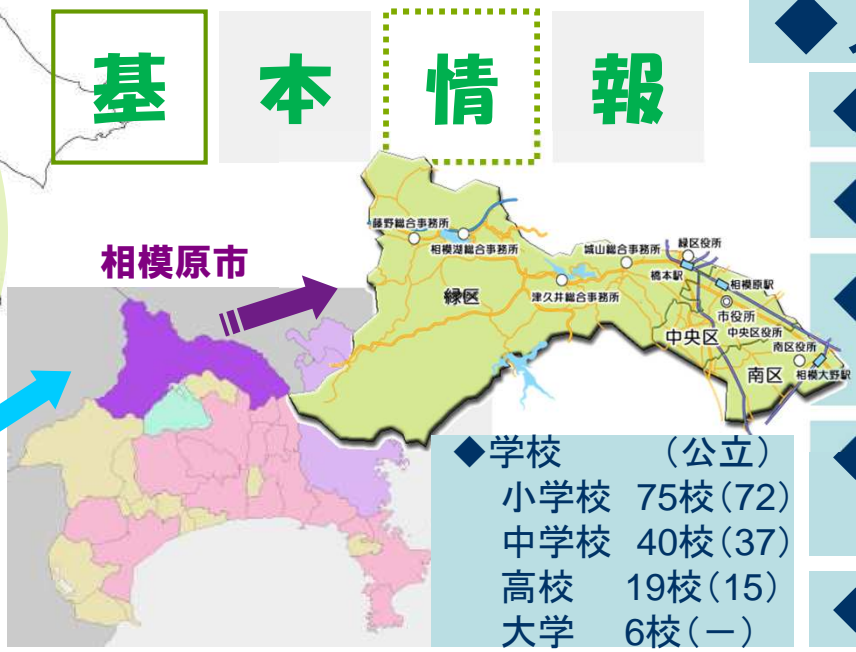 基本情報
相模原市
藤野総合事務所
相模湖総合事務所
城山総合事務所
緑区役所
橋本駅
相模原駅
緑区
津久井総合事務所
市役所
中央区
中央区役所
南区役所
南区
相模大野駅
◆学校 （公立）
小学校 75校（72）
中学校 40校（37）
高校 19校（15）
大学 6校（－）
◆
◆
◆
◆
◆
◆